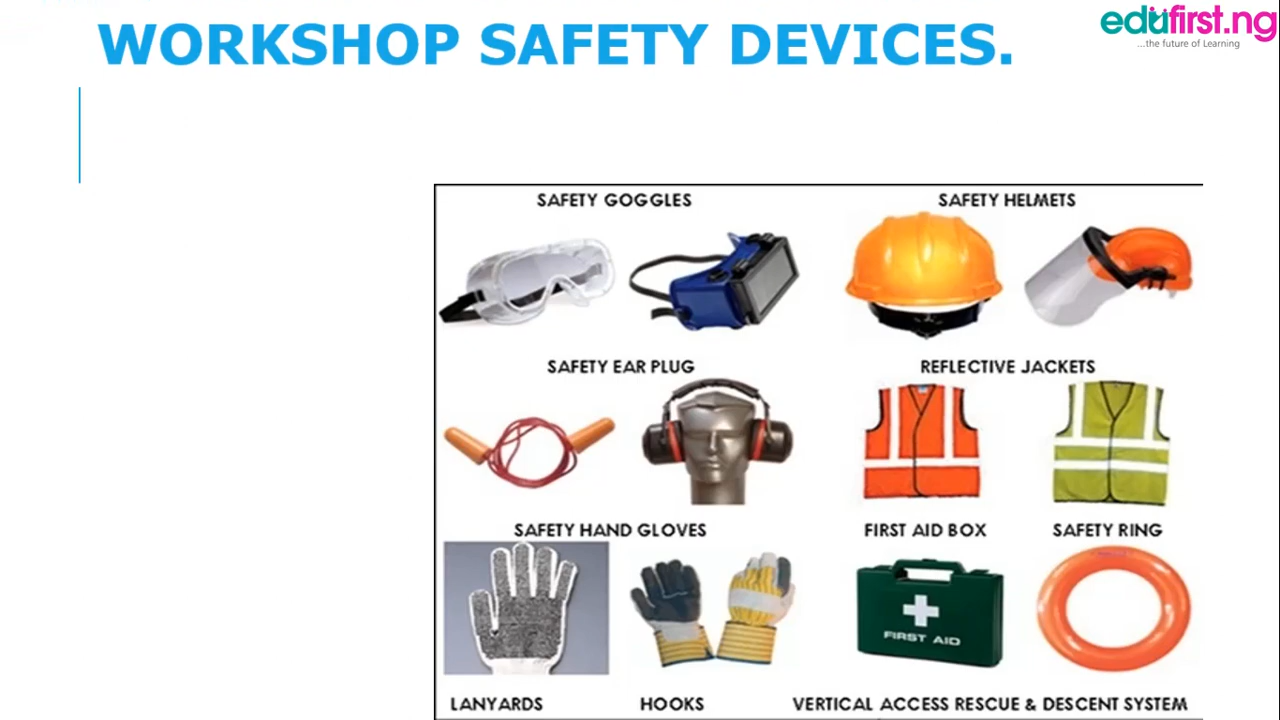 WORKSHOP SAFETY DEVICES.
edufirst.ng
...the future of Learning
SAFETY GOGGLES
SAFETY HELMETS
SAFETY EAR PLUG
REFLECTIVE JACKETS
SAFETY HAND GLOVES
FIRST AID BOX
SAFETY RING
FIRST AID
LANYARDS
HOOKS
VERTICAL ACCESS RESCUE & DESCENT SYSTEM